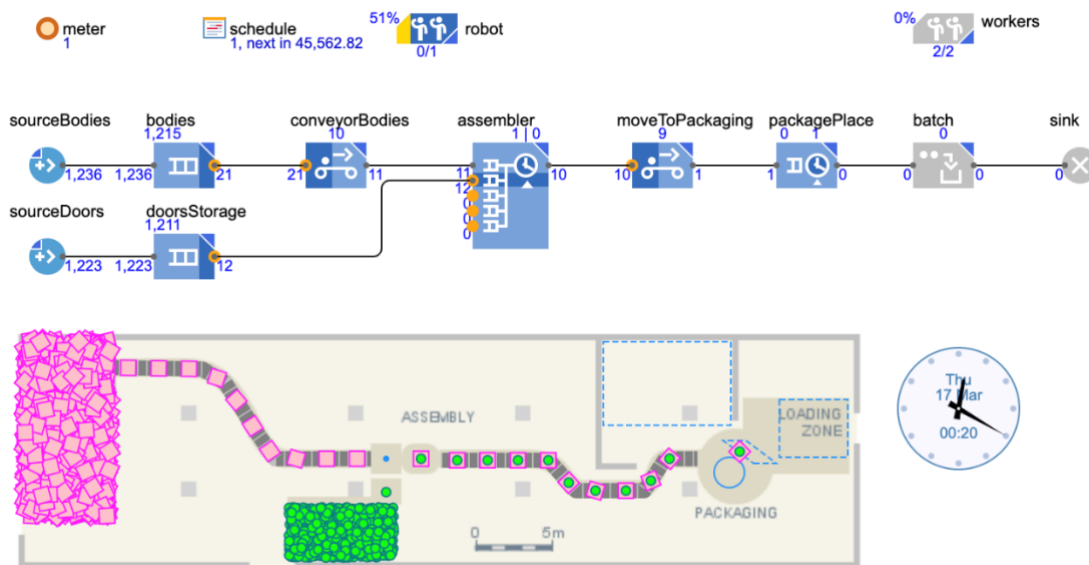 meter
1
schedule
1, next in 45,562.82
51%
robot
0/1
0%
workers
2/2
sourceBodies
bodies
conveyorBodies
assembler
moveToPackaging
packagePlace
batch
sink
1,215
10
1 | 0
9
0 1
0
1,236
1,236
21
21
11
11
10
10
1
1
0
0
0
0
12
0
0
0
sourceDoors
doorsStorage
1,211
1,223
1,223
12
ASSEMBLY
LOADING
ZONE
PACKAGING
0 5m
Thu
17 Mar
00:20